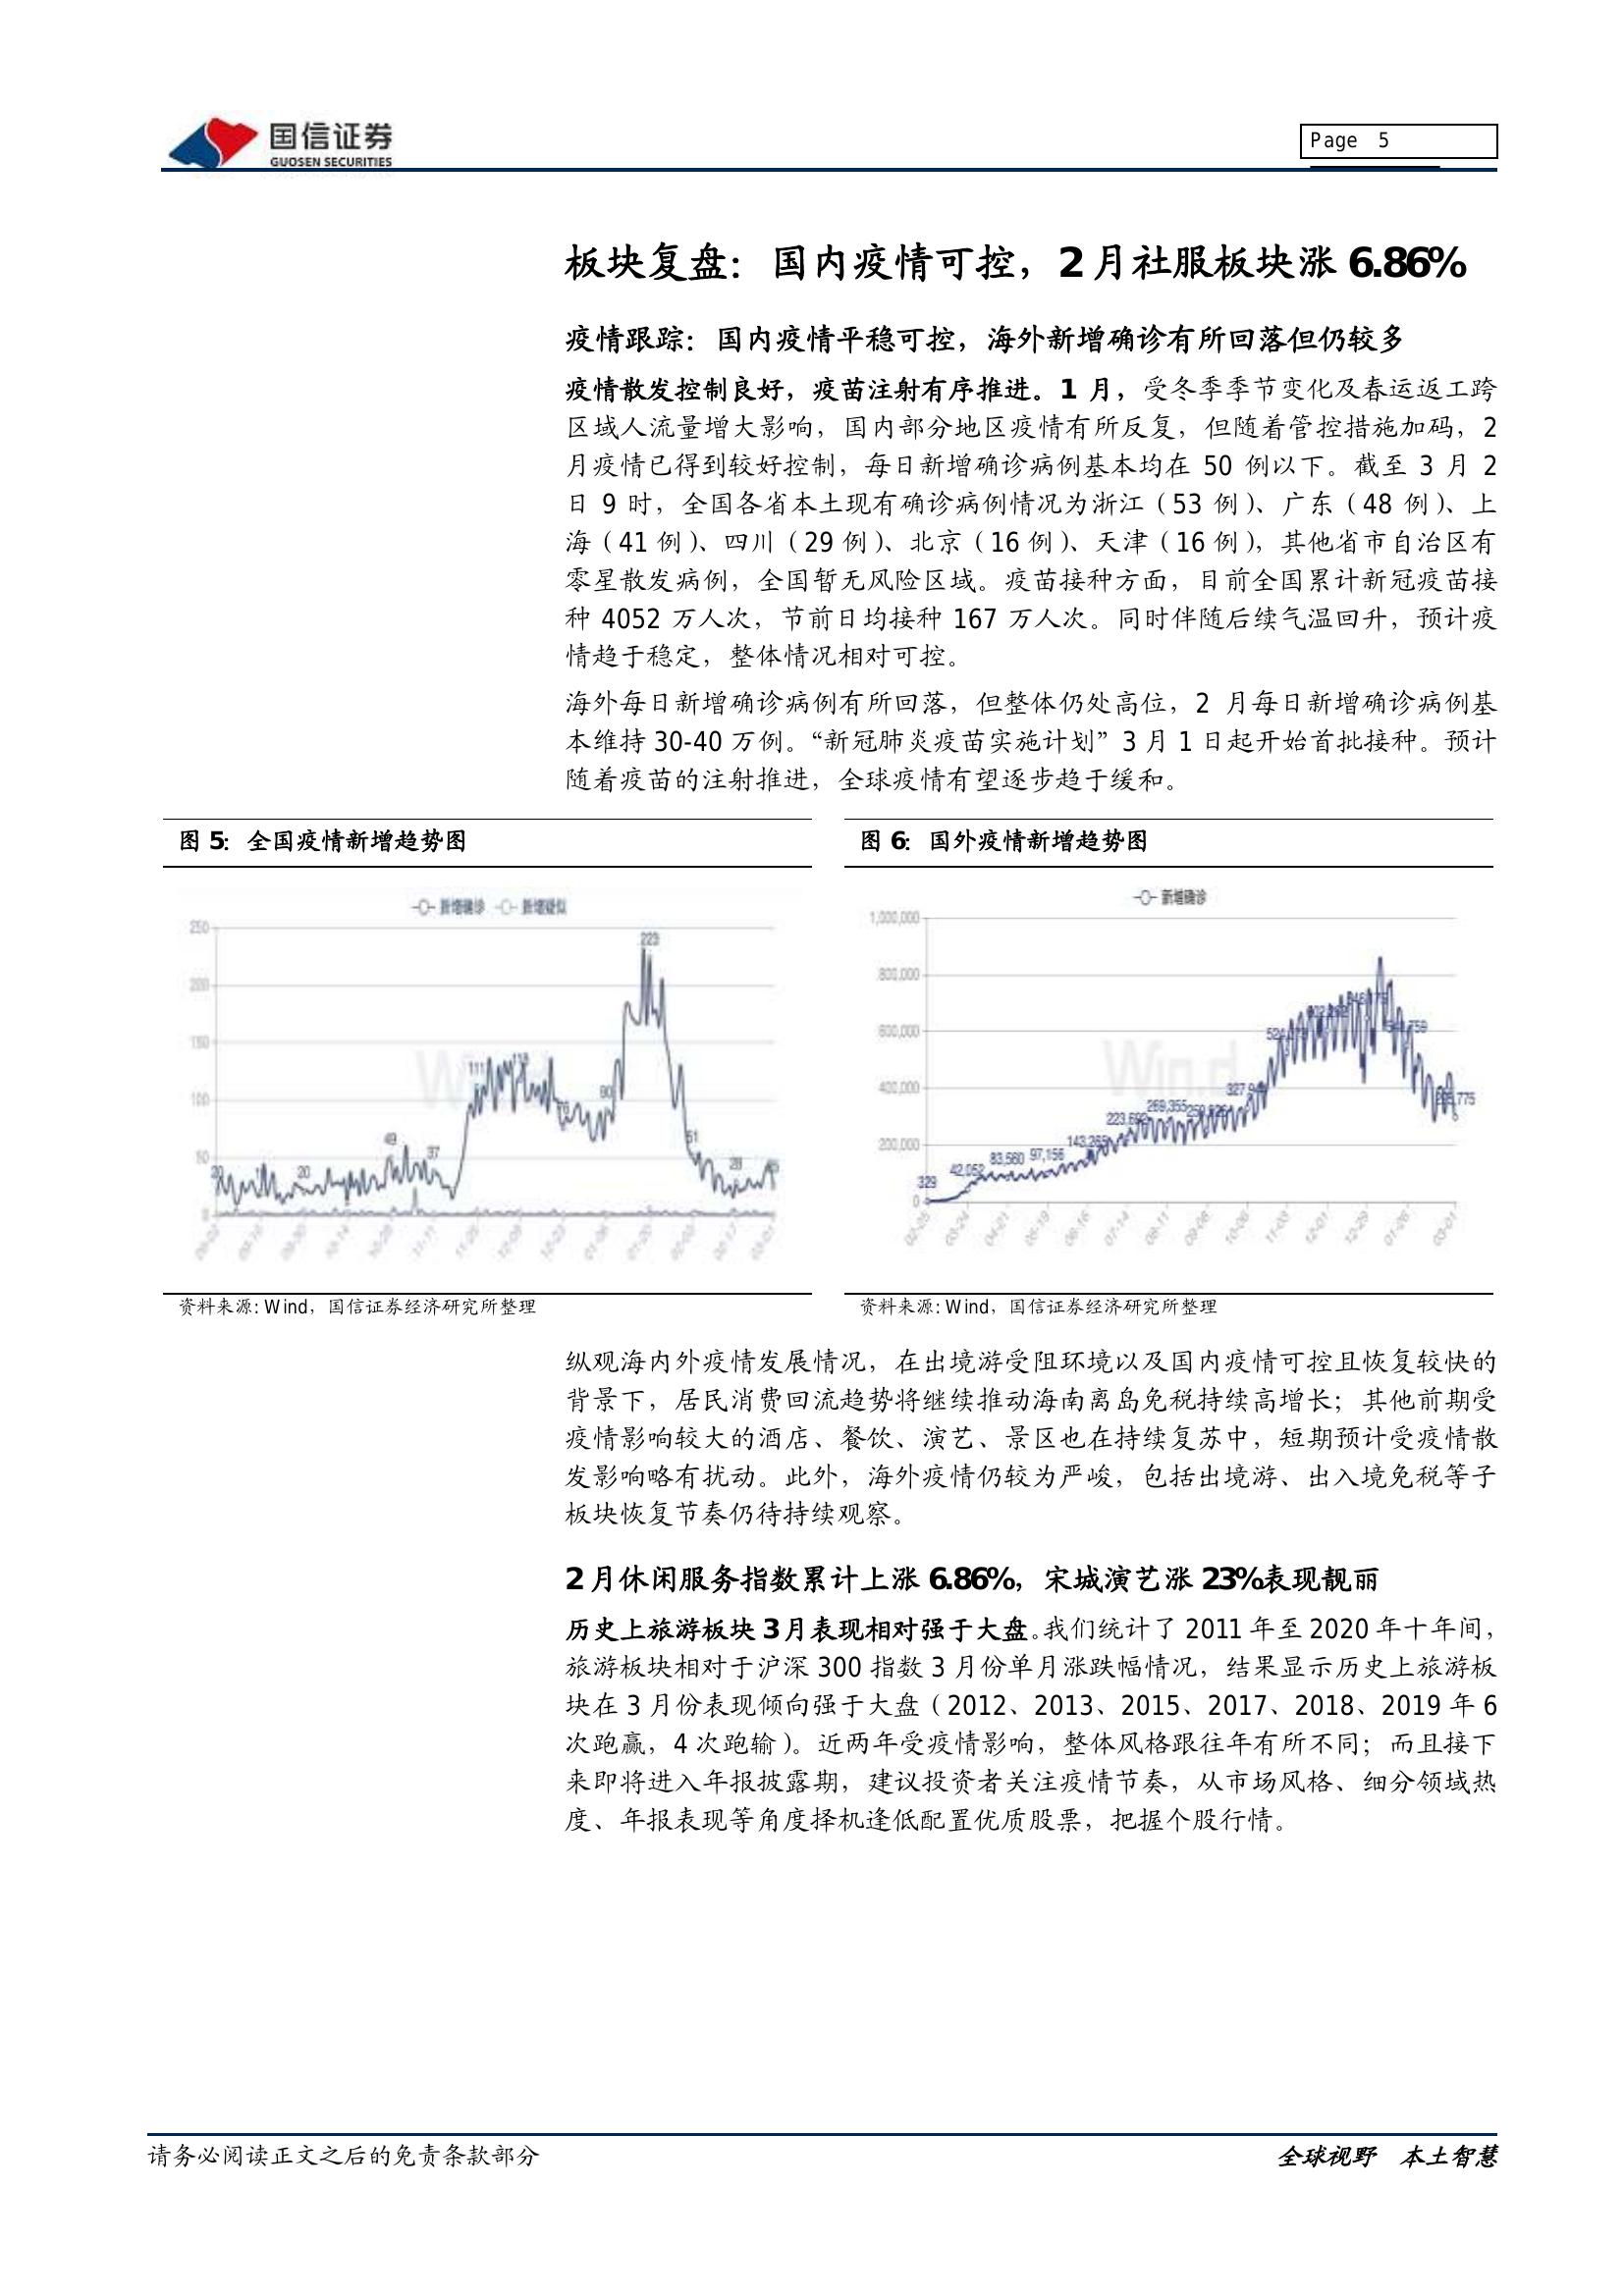 国信证券
GUOSEN SECURITIES
Page 5
板块复盘：国内疫情可控，2月社服板块涨 6.86%
疫情跟踪：国内疫情平稳可控，海外新增确诊有所回落但仍较多
疫情散发控制良好，疫苗注射有序推进。1 月，受冬季季节变化及春运返工跨
区域人流量增大影响，国内部分地区疫情有所反复，但随着管控措施加码，2
月疫情已得到较好控制，每日新增确诊病例基本均在 50 例以下。截至 3 月 2
日 9 时，全国各省本土现有确诊病例情况为浙江（53 例）、广东（48 例）、上
海（41 例）、四川（29 例）、北京（16 例）、天津（16 例），其他省市自治区有
零星散发病例，全国暂无风险区域。疫苗接种方面，目前全国累计新冠疫苗接
种 4052 万人次，节前日均接种 167 万人次。同时伴随后续气温回升，预计疫
情趋于稳定，整体情况相对可控。
海外每日新增确诊病例有所回落，但整体仍处高位，2 月每日新增确诊病例基
本维持 30-40 万例。“新冠肺炎疫苗实施计划”3 月 1 日起开始首批接种。预计
随着疫苗的注射推进，全球疫情有望逐步趋于缓和。
图 5：全国疫情新增趋势图
新增确诊 新增疑似
250
200
150
100
50
0
223
111
49
37
51
28
20
20
Wind
资料来源：Wind，国信证券经济研究所整理
图 6：国外疫情新增趋势图
新增确诊
1,000,000
800,000
600,000
400,000
200,000
0
329
42,052
83,560
97,156
143,265
269,355
Win.d
02-25
03-24
04-21
05-19
06-16
07-14
08-11
09-08
10-06
11-03
12-01
12-29
01-26
03-01
资料来源：Wind，国信证券经济研究所整理
纵观海内外疫情发展情况，在出境游受阻环境以及国内疫情可控且恢复较快的
背景下，居民消费回流趋势将继续推动海南离岛免税持续高增长；其他前期受
疫情影响较大的酒店、餐饮、演艺、景区也在持续复苏中，短期预计受疫情散
发影响略有扰动。此外，海外疫情仍较为严峻，包括出境游、出入境免税等子
板块恢复节奏仍待持续观察。
2月休闲服务指数累计上涨 6.86%，宋城演艺涨 23%表现靓丽
历史上旅游板块 3月表现相对强于大盘。我们统计了 2011 年至 2020 年十年间，
旅游板块相对于沪深 300 指数 3 月份单月涨跌幅情况，结果显示历史上旅游板
块在 3 月份表现倾向强于大盘（2012、2013、2015、2017、2018、2019 年 6
次跑赢，4 次跑输）。近两年受疫情影响，整体风格跟往年有所不同；而且接下
来即将进入年报披露期，建议投资者关注疫情节奏，从市场风格、细分领域热
度、年报表现等角度择机逢低配置优质股票，把握个股行情。
请务必阅读正文之后的免责条款部分
全球视野 本土智慧